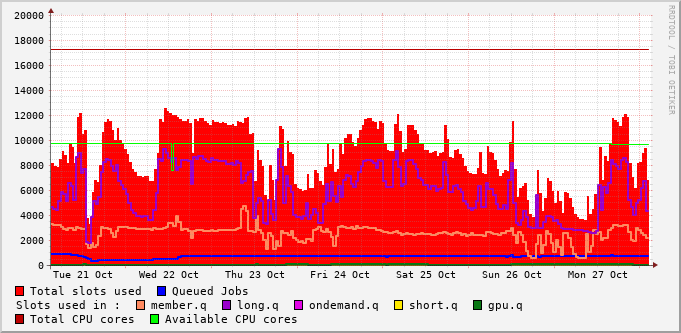 RRDTOOL / TOBI OETIKER
20000
18000
16000
14000
12000
10000
8000
6000
4000
2000
0
Tue 21 Oct Wed 22 Oct Thu 23 Oct Fri 24 Oct Sat 25 Oct Sun 26 Oct Mon 27 Oct
Total slots used Queued Jobs
Slots used in : member.q long.q ondemand.q short.q gpu.q
Total CPU cores Available CPU cores